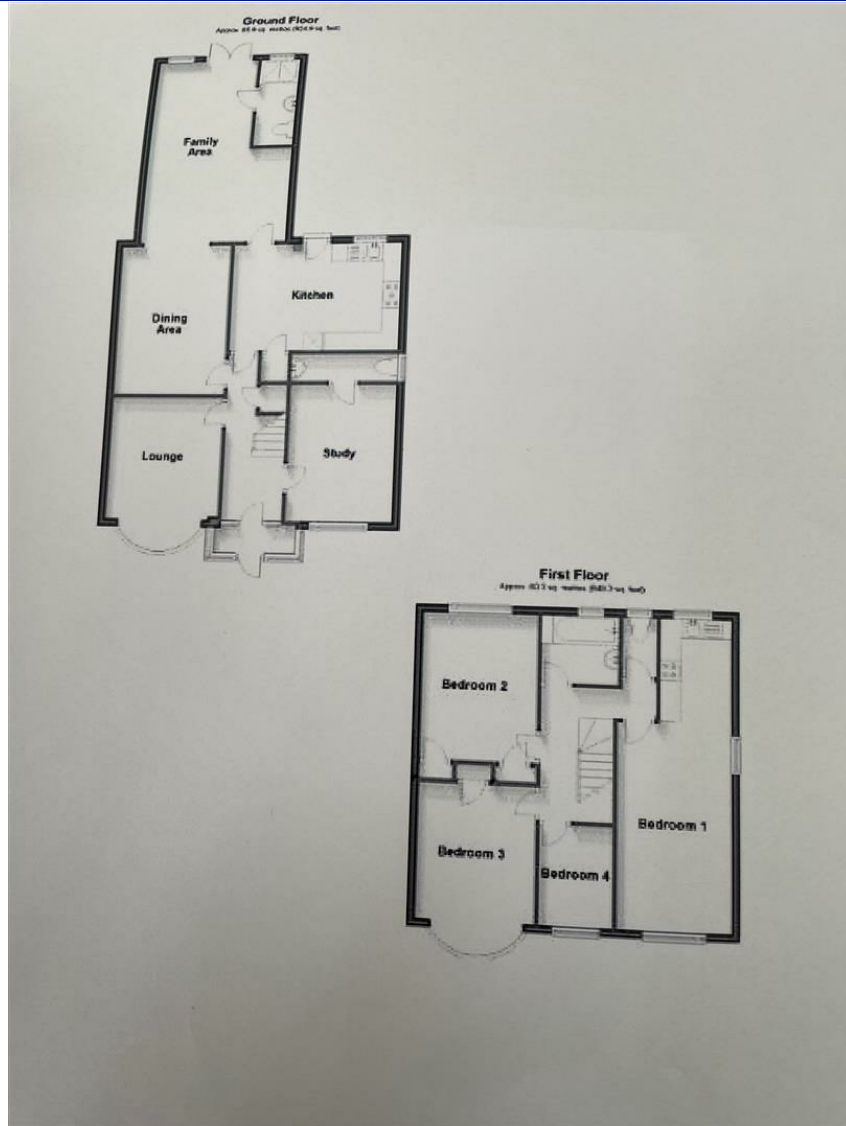 Ground Floor
Family
Area
Kitchen
Dining
Area
Lounge
Study
First Floor
Bedroom 2
Bedroom 1
Bedroom 3
Bedroom 4